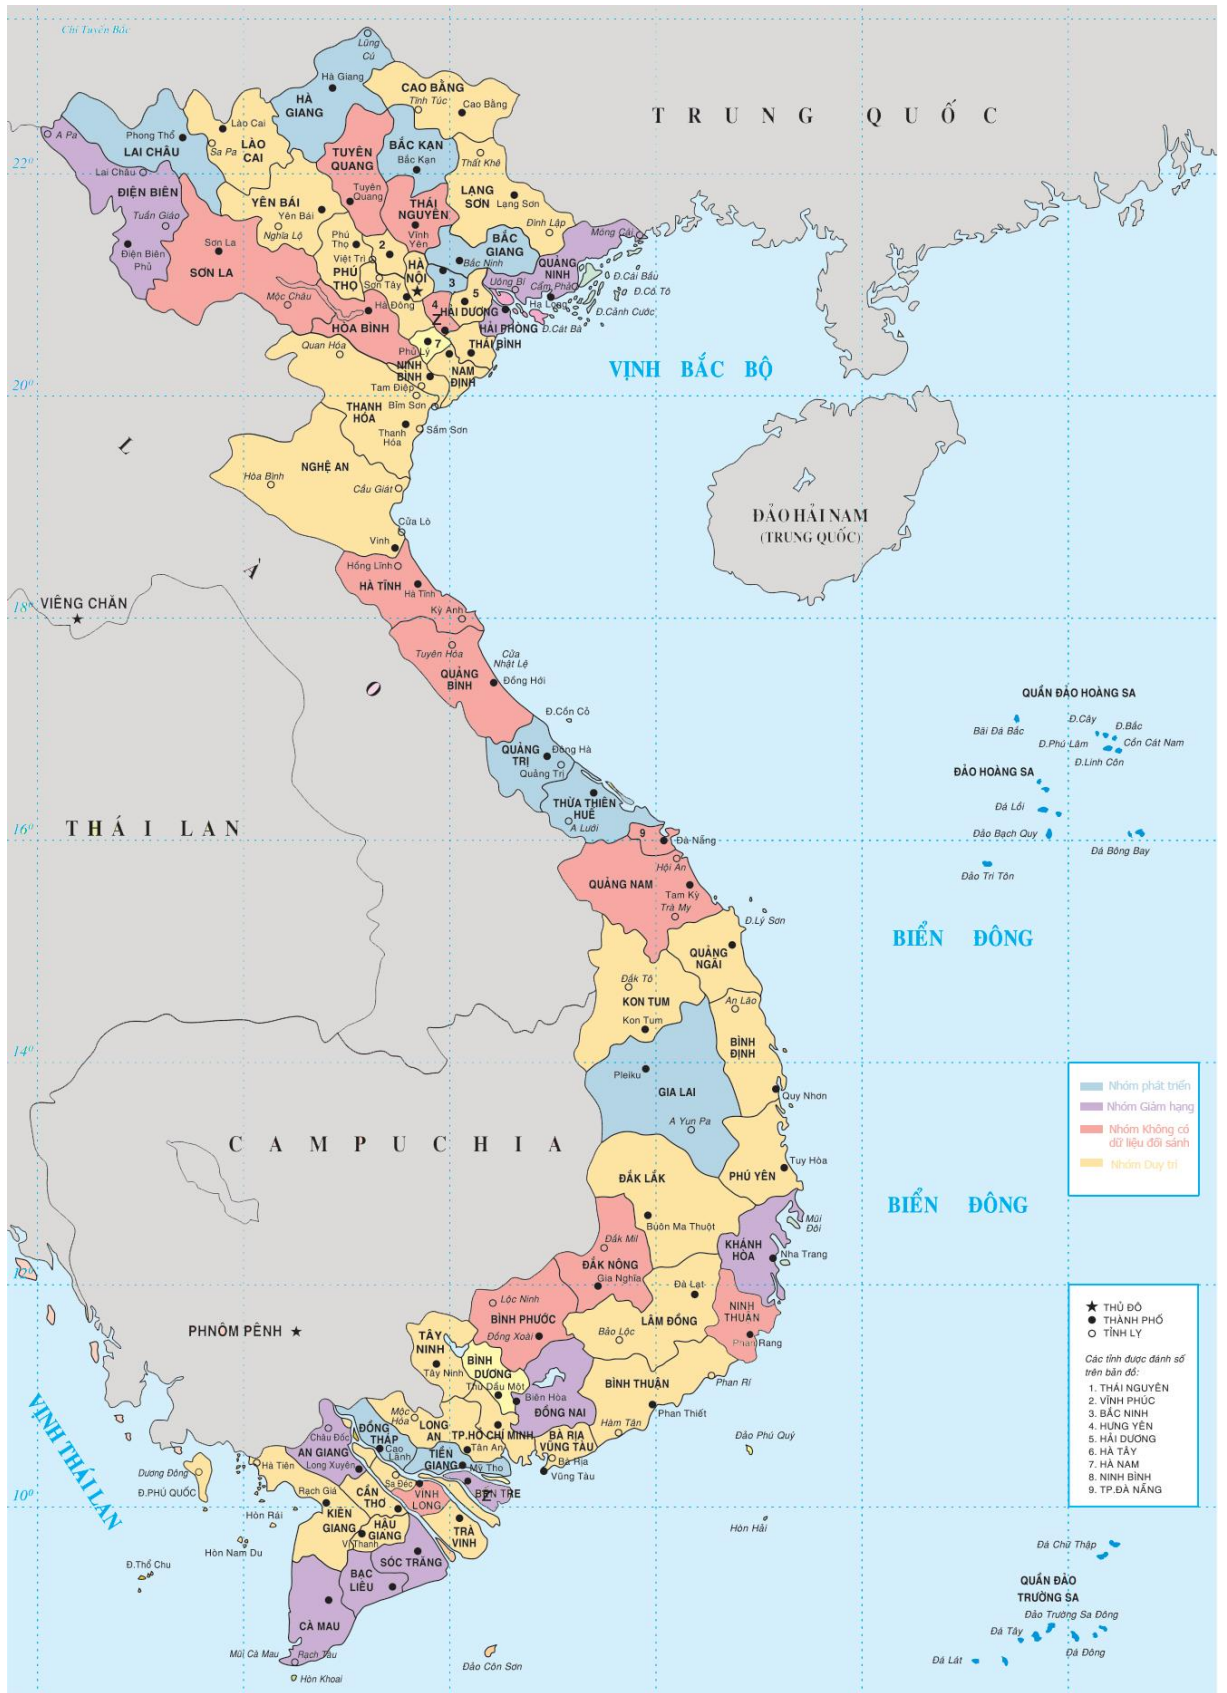 Chí Tuyến Bắc
Lũng
Cú
Hà Giang
HÀ
GIANG
CAO BẰNG
Tĩnh Túc
Cao Bằng
TRUNG QUỐC
A Pa
Phong Thổ
LAI CHÂU
Lào Cai
Sa Pa
LÀO
CAI
TUYÊN
QUANG
BẮC KẠN
Bắc Kạn
Thất Khê
22⁰
Lai Châu
ĐIỆN BIÊN
Tuần Giáo
Điện Biên
Phủ
YÊN BÁI
Yên Bái
Nghĩa Lộ
Tuyên
Quang
THÁI
NGUYÊN
Vĩnh
Yên
LẠNG
SƠN
Lạng Sơn
Đình Lập
Móng Cái
Sơn La
SƠN LA
Mộc Châu
Phú
Thọ
Việt Trì
PHÚ
THỌ
2
Sơn Tây
HÀ
NỘI
BẮC
GIANG
Bắc Ninh
3
QUẢNG
NINH
Uông Bí
Cẩm Phả
Hạ Long
Đ.Cái Bầu
Đ.Cô Tô
Đ.Cảnh Cước
Đ.Cát Bà
Hà Đông
HÒA BÌNH
4
Z
5
HẢI DƯƠNG
HẢI PHÒNG
THÁI BÌNH
7
Phủ Lý
NINH
BÌNH
NAM
ĐỊNH
Quan Hóa
Tam Điệp
Bỉm Sơn
THANH
HÓA
Thanh
Hóa
Sầm Sơn
VỊNH BẮC BỘ
20⁰
LÀO
NGHỆ AN
Hòa Bình
Cầu Giát
Cửa Lò
Vinh
ĐẢO HẢI NAM
(TRUNG QUỐC)
Hồng Lĩnh
HÀ TĨNH
Hà Tĩnh
Kỳ Anh
18⁰
VIÊNG CHĂN
Tuyên Hóa
QUẢNG
BÌNH
Cửa
Nhật Lệ
Đồng Hới
Đ.Cồn Cỏ
QUẦN ĐẢO HOÀNG SA
Bãi Đá Bắc
Đ.Cây
Đ.Bắc
Đ.Phú Lâm
Cồn Cát Nam
Đ.Linh Côn
ĐẢO HOÀNG SA
Đá Lồi
Đảo Bạch Quy
Đá Bông Bay
Đảo Tri Tôn
QUẢNG
TRỊ
Đông Hà
Quảng Trị
THỪA THIÊN
HUẾ
A Lưới
THÁI LAN
16⁰
9
Đà Nẵng
Hội An
QUẢNG NAM
Tam Kỳ
Trà My
Đ.Lý Sơn
BIỂN ĐÔNG
QUẢNG
NGÃI
Đắk Tô
KON TUM
Kon Tum
An Lão
BÌNH
ĐỊNH
14⁰
Pleiku
GIA LAI
Quy Nhơn
A Yun Pa
CAMPUCHIA
Nhóm phát triển
Nhóm Giảm hạng
Nhóm Không có
dữ liệu đối sánh
Nhóm Duy trì
Tuy Hòa
PHÚ YÊN
ĐẮK LẮK
Buôn Ma Thuột
BIỂN ĐÔNG
Mũi
Đôi
KHÁNH
HÒA
Nha Trang
Đắk Mil
ĐẮK NÔNG
Gia Nghĩa
12⁰
Đà Lạt
LÂM ĐỒNG
Bảo Lộc
NINH
THUẬN
Phan Rang
Lộc Ninh
BÌNH PHƯỚC
Đồng Xoài
PHNÔM PÊNH
TÂY
NINH
Tây Ninh
BÌNH
DƯƠNG
Thủ Dầu Một
Biên Hòa
ĐỒNG NAI
BÌNH THUẬN
Phan Rí
Phan Thiết
Hàm Tân
THỦ ĐÔ
THÀNH PHỐ
TỈNH LỴ
Các tỉnh được đánh số
trên bản đồ:
1. THÁI NGUYÊN
2. VĨNH PHÚC
3. BẮC NINH
4. HƯNG YÊN
5. HẢI DƯƠNG
6. HÀ TÂY
7. HÀ NAM
8. NINH BÌNH
9. TP.ĐÀ NẴNG
VỊNH THÁI LAN
Mộc
Hóa
LONG
AN
TP.HỒ CHÍ MINH
Tân An
BÀ RỊA
VŨNG TÀU
Bà Rịa
Vũng Tàu
Đảo Phú Quý
Châu Đốc
AN GIANG
Long Xuyên
ĐỒNG
THÁP
Cao
Lãnh
TIỀN
GIANG
Mỹ Tho
BẾN TRE
Z
Hà Tiên
Dương Đông
Đ.PHÚ QUỐC
Rạch Giá
KIÊN
GIANG
Sa Đéc
CẦN
THƠ
VĨNH
LONG
HẬU
GIANG
Vị Thanh
TRÀ
VINH
10⁰
Hòn Rái
Hòn Nam Du
Đ.Thổ Chu
Hòn Hải
SÓC TRĂNG
BẠC
LIÊU
CÀ MAU
Mũi Cà Mau
Rạch Tàu
Hòn Khoai
Đảo Côn Sơn
Đá Chữ Thập
QUẦN ĐẢO
TRƯỜNG SA
Đảo Trường Sa Đông
Đá Tây
Đá Đông
Đá Lát